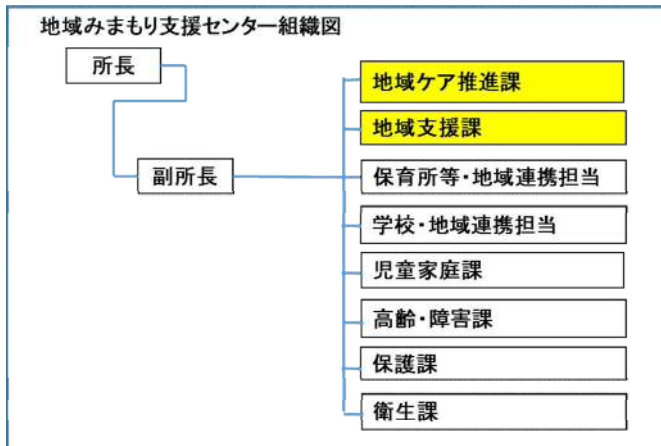 地域みまもり支援センター組織図
所長
副所長
地域ケア推進課
地域支援課
保育所等・地域連携担当
学校・地域連携担当
児童家庭課
高齢・障害課
保護課
衛生課